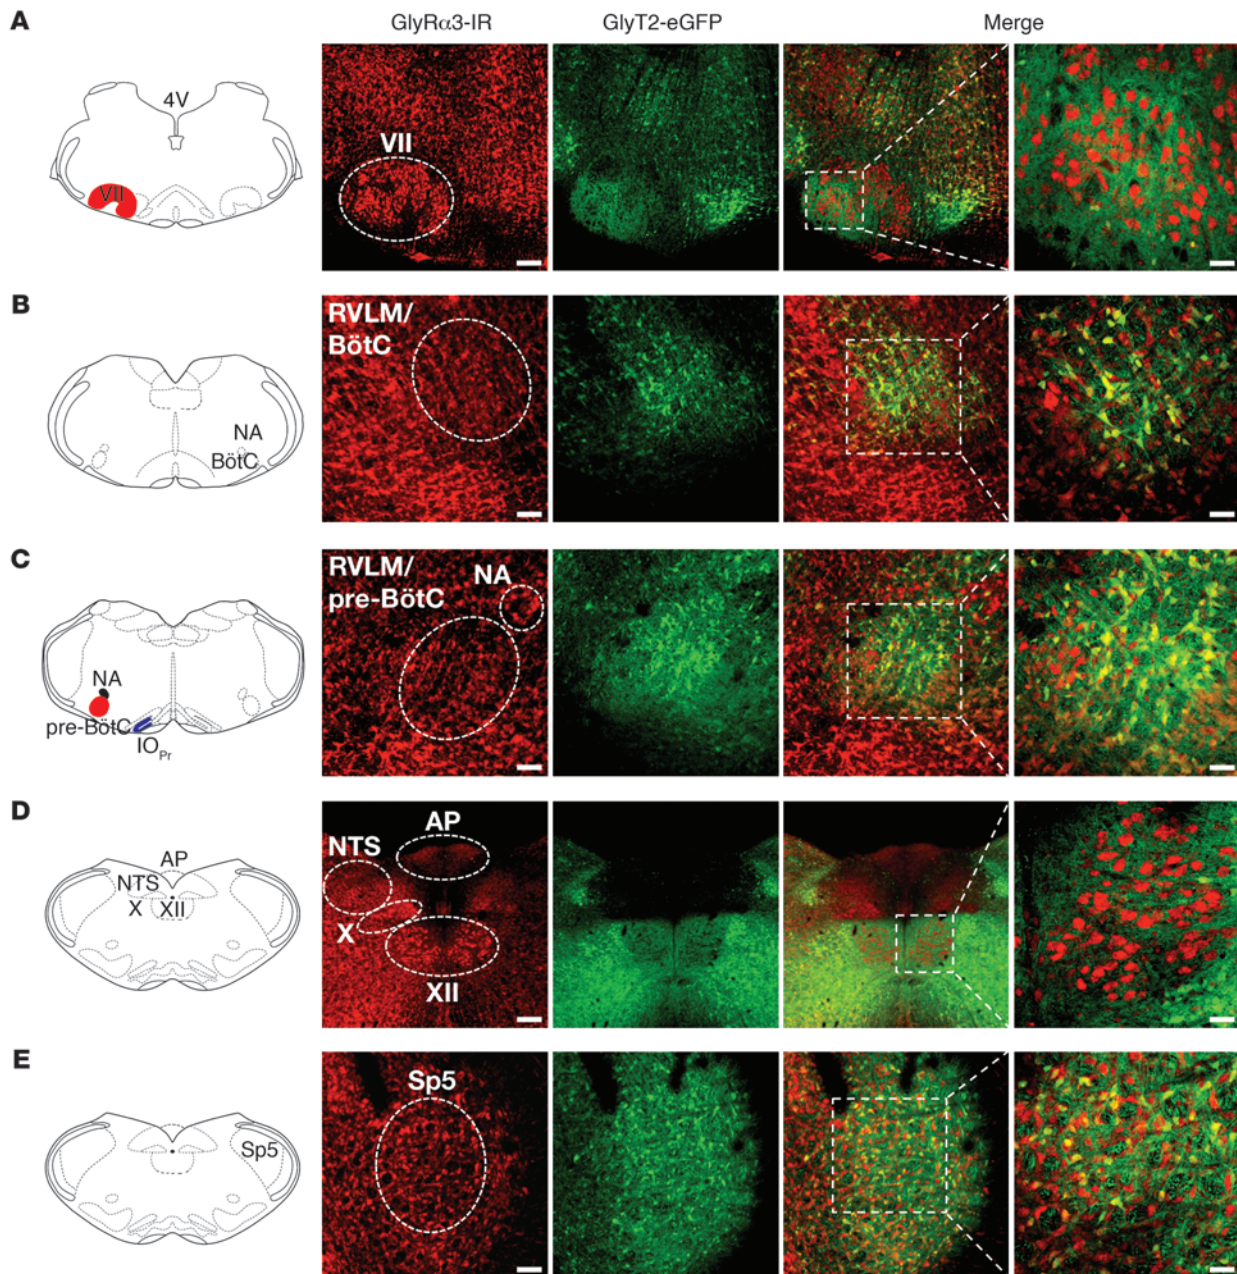 GlyRα3-IR GlyT2-eGFP Merge
A
4V
VII
VII
B
RVLM/
BötC
NA
BötC
C
RVLM/
pre-BötC
NA
NA
pre-BötC
IOPr
D
AP
NTS
X
XII
AP
NTS
X
XII
E
Sp5
Sp5